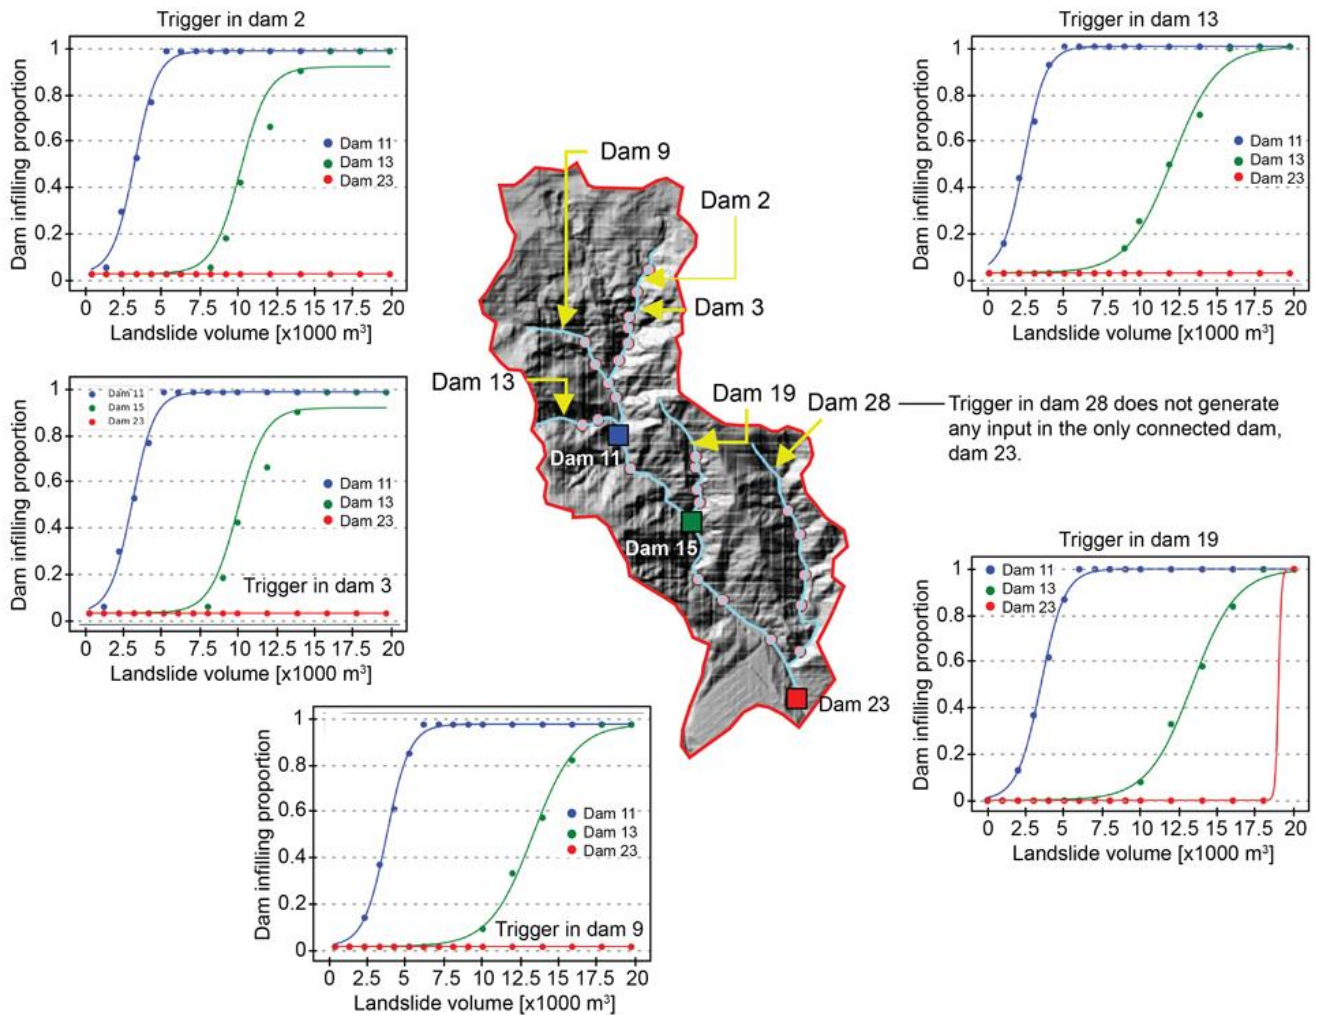 Trigger in dam 2
Dam infilling proportion
1
0.8
0.6
0.4
0.2
0
Dam 11
Dam 13
Dam 23
0 2.5 5 7.5 10 12.5 15 17.5 20
Landslide volume [x1000 m³]
Trigger in dam 13
Dam infilling proportion
1
0.8
0.6
0.4
0.2
0
Dam 11
Dam 13
Dam 23
0 2.5 5 7.5 10 12.5 15 17.5 20
Landslide volume [x1000 m³]
Dam 9
Dam 2
Dam 3
Dam 13
Dam 19
Dam 28
Dam 11
Dam 15
Dam 23
Trigger in dam 28 does not generate
any input in the only connected dam,
dam 23.
Dam infilling proportion
1
0.8
0.6
0.4
0.2
0
Dam 11
Dam 15
Dam 23
Dam 11
Dam 13
Dam 23
Trigger in dam 3
0 2.5 5 7.5 10 12.5 15 17.5 20
Landslide volume [x1000 m³]
Trigger in dam 19
Dam infilling proportion
1
0.8
0.6
0.4
0.2
0
Dam 11
Dam 13
Dam 23
0 2.5 5 7.5 10 12.5 15 17.5 20
Landslide volume [x1000 m³]
Dam infilling proportion
1
0.8
0.6
0.4
0.2
0
Dam 11
Dam 13
Dam 23
Trigger in dam 9
0 2.5 5 7.5 10 12.5 15 17.5 20
Landslide volume [x1000 m³]